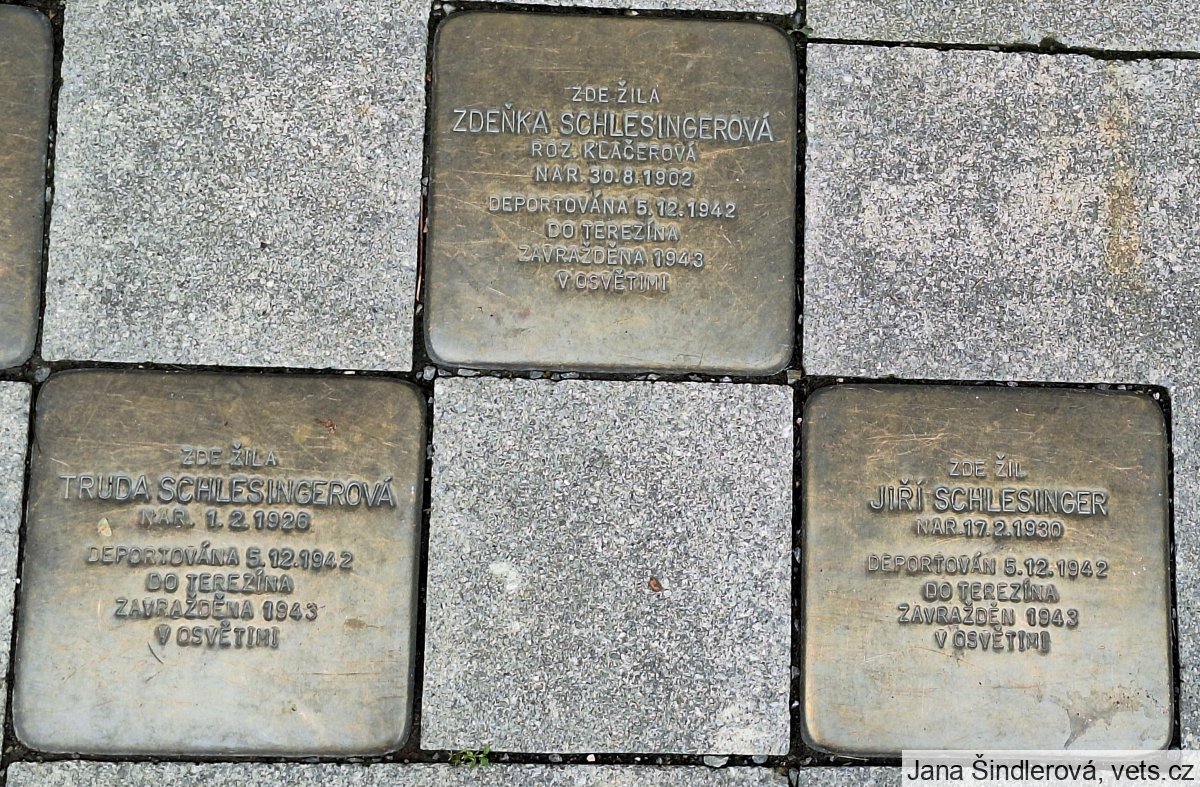 ZDE ŽILA
ZDEŇKA SCHLESINGEROVÁ
ROZ. KLAČEROVÁ
NAR. 30.8.1902
DEPORTOVÁNA 5.12.1942
DO TEREZÍNA
ZAVRAŽDĚNA 1943
V OSVĚTIMI
ZDE ŽILA
TRUDA SCHLESINGEROVÁ
NAR. 1.2.1926
DEPORTOVÁNA 5.12.1942
DO TEREZÍNA
ZAVRAŽDĚNA 1943
V OSVĚTIMI
ZDE ŽIL
JIŘÍ SCHLESINGER
NAR.17.2.1930
DEPORTOVÁN 5.12.1942
DO TEREZÍNA
ZAVRAŽDĚN 1943
V OSVĚTIMI
Jana Šindlerová, vets.cz